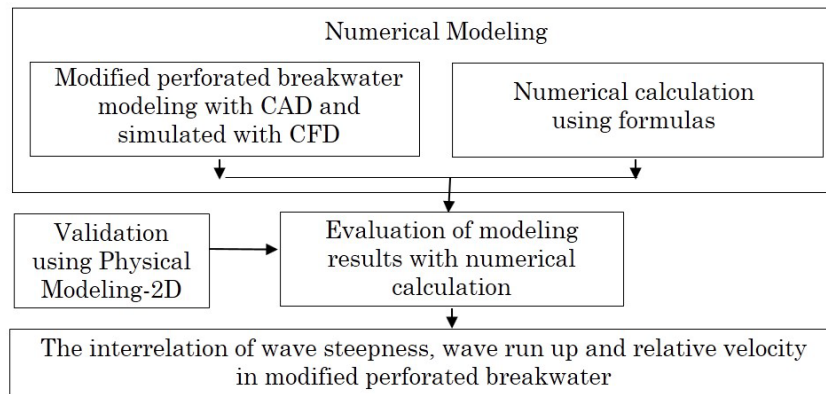 Numerical Modeling
Modified perforated breakwater
modeling with CAD and
simulated with CFD
Numerical calculation
using formulas
Validation
using Physical
Modeling-2D
Evaluation of modeling
results with numerical
calculation
The interrelation of wave steepness, wave run up and relative velocity
in modified perforated breakwater